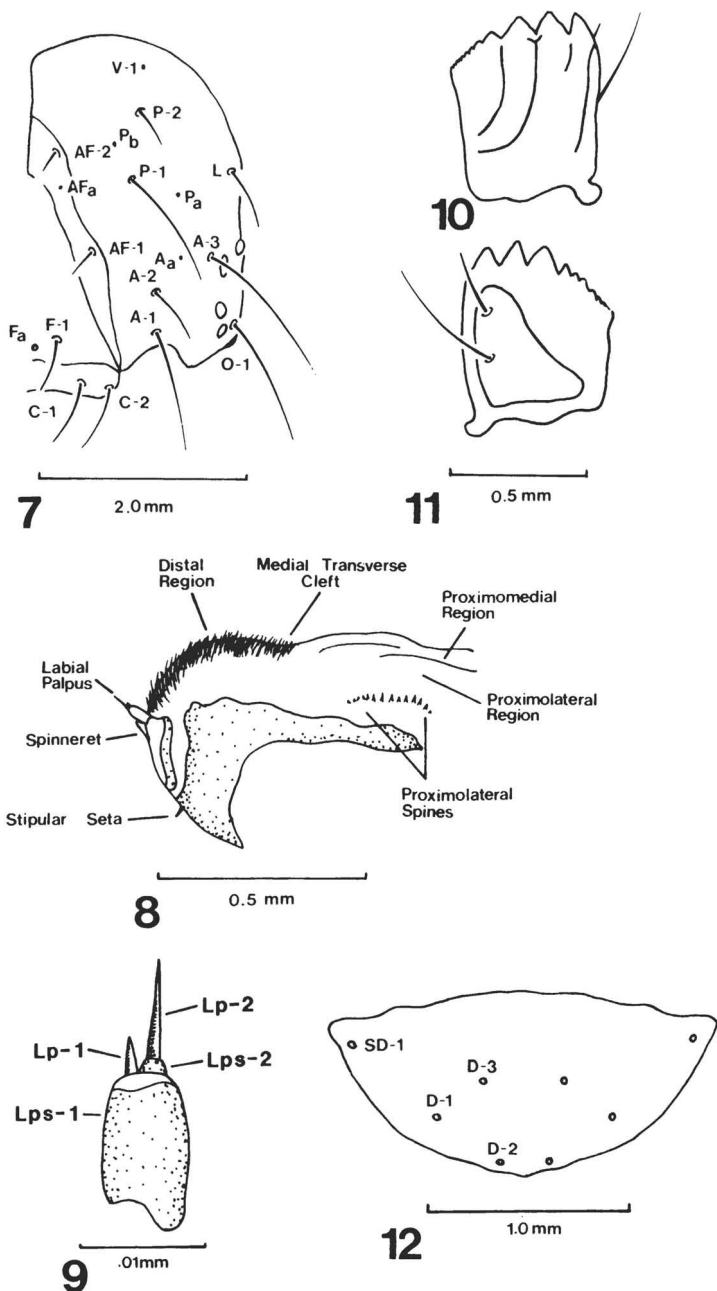 V-1
P-2
AF-2
Pb
P-1
L
AFa
Pa
AF-1
A-3
Aa
A-2
Fa
F-1
A-1
O-1
C-1
C-2
2.0 mm
7
10
11
0.5 mm
Distal
Region
Medial Transverse
Cleft
Proximomedial
Region
Labial
Palpus
Proximolateral
Region
Spinneret
Stipular Seta
Proximolateral
Spines
0.5 mm
8
Lp-2
Lp-1
Lps-2
Lps-1
.01mm
9
SD-1
D-3
D-1
D-2
1.0 mm
12